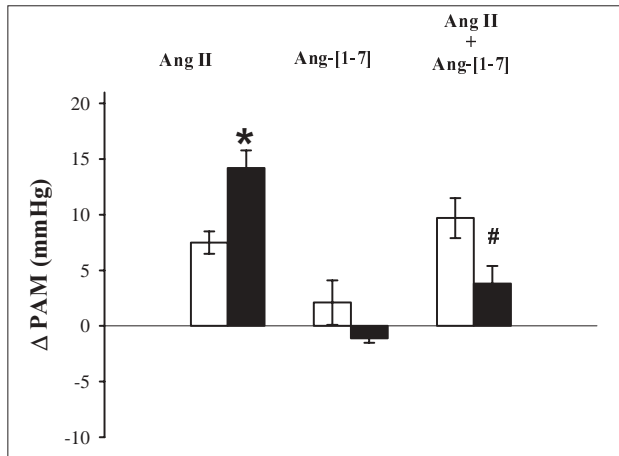 Ang II
Ang-[1-7]
Ang II
+
Ang-[1-7]
Δ PAM (mmHg)
20
15
10
5
0
-5
-10
*
#